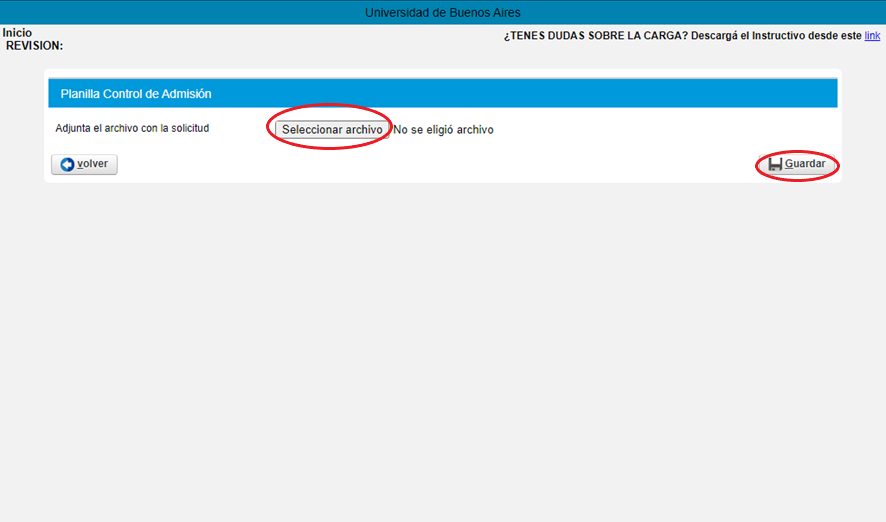 Universidad de Buenos Aires
Inicio
¿TENES DUDAS SOBRE LA CARGA? Descargá el Instructivo desde este link
REVISION:
Planilla Control de Admisión
Adjunta el archivo con la solicitud
Seleccionar archivo No se eligió archivo
volver
Guardar